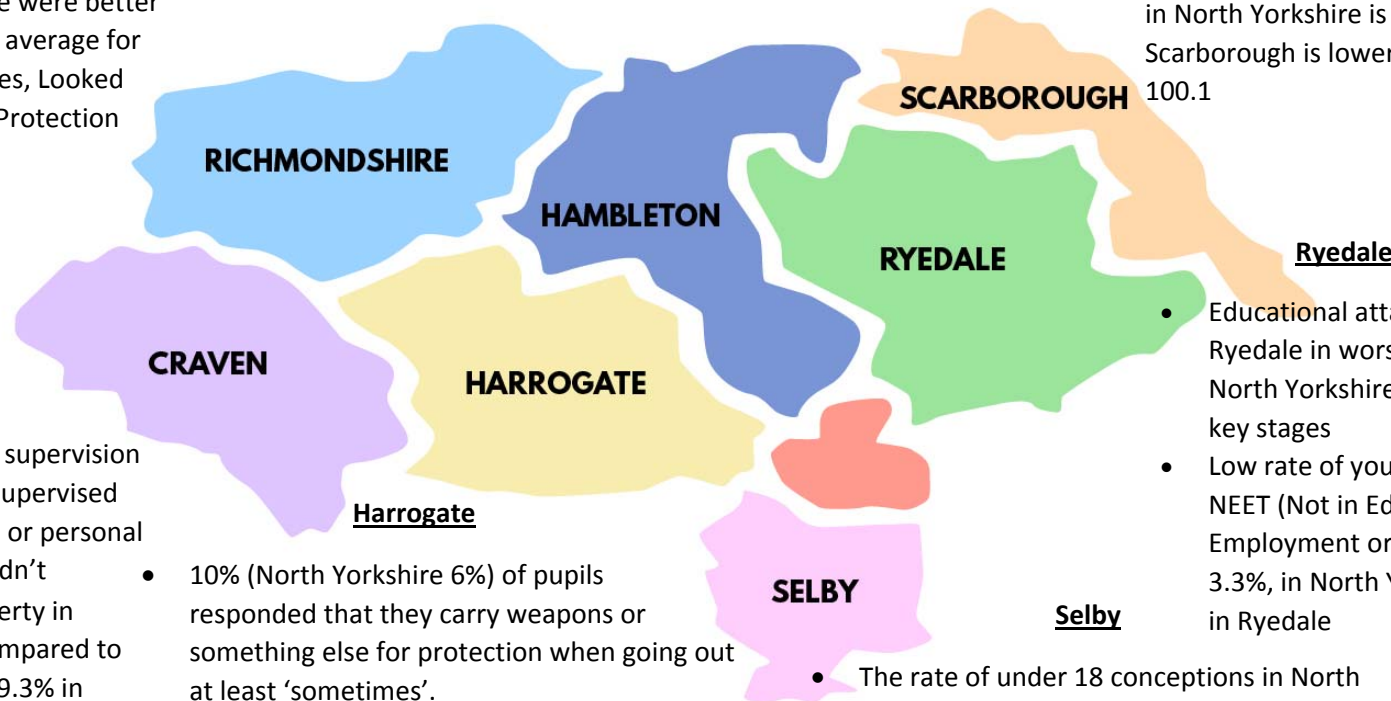 e were better
average for
es, Looked
Protection
in North Yorkshire is
Scarborough is lower
100.1
SCARBOROUGH
RICHMONDSHIRE
HAMBLETON
RYEDALE
CRAVEN
HARROGATE
SELBY
Ryedale
• Educational atta
Ryedale in wors
North Yorkshire
key stages
• Low rate of you
NEET (Not in Ed
Employment or
3.3%, in North Y
in Ryedale
supervision
upervised
or personal
dn’t
erty in
mpared to
9.3% in
Harrogate
• 10% (North Yorkshire 6%) of pupils
responded that they carry weapons or
something else for protection when going out
at least ‘sometimes’.
Selby
• The rate of under 18 conceptions in North